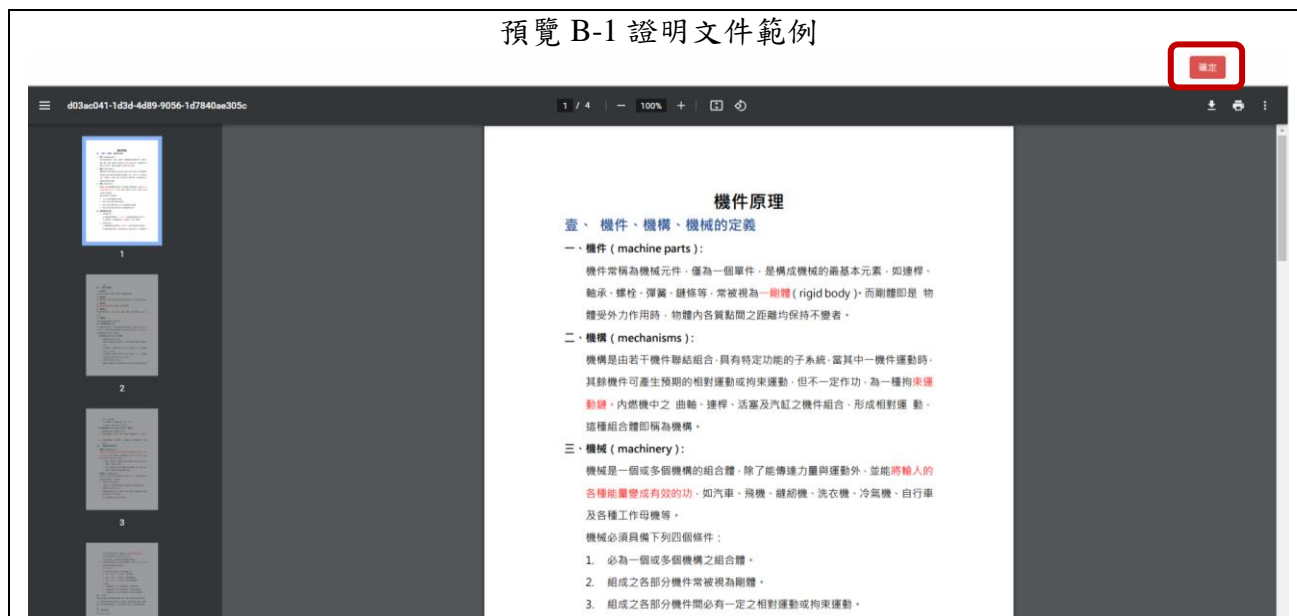 預覽 B-1 證明文件範例
確定
d03ac041-1d3d-4d89-9056-1d7840ae305c
1 / 4
100%
機件原理
壹、 機件、機構、機械的定義
一、機件 ( machine parts )：
機件常稱為機械元件，僅為一個單件，是構成機械的最基本元素，如連桿、
軸承、螺栓、彈簧、鏈條等，常被視為一剛體 ( rigid body )。而剛體即是 物
體受外力作用時，物體內各質點間之距離均保持不變者。
二、機構 ( mechanisms )：
機構是由若干機件聯結組合，具有特定功能的子系統，當其中一機件運動時，
其餘機件可產生預期的相對運動或拘束運動，但不一定作功，為一種拘束運
動鏈。內燃機中之 曲軸、連桿、活塞及汽缸之機件組合，形成相對運 動，
這種組合體即稱為機構。
三、機械 ( machinery )：
機械是一個或多個機構的組合體，除了能傳達力量與運動外，並能將輸入的
各種能量變成有效的功，如汽車、飛機、縫紉機、洗衣機、冷氣機、自行車
及各種工作母機等。
機械必須具備下列四個條件：
1. 必為一個或多個機構之組合體。
2. 組成之各部分機件常被視為剛體。
3. 組成之各部分機件間必有一定之相對運動或拘束運動。
1
2
3